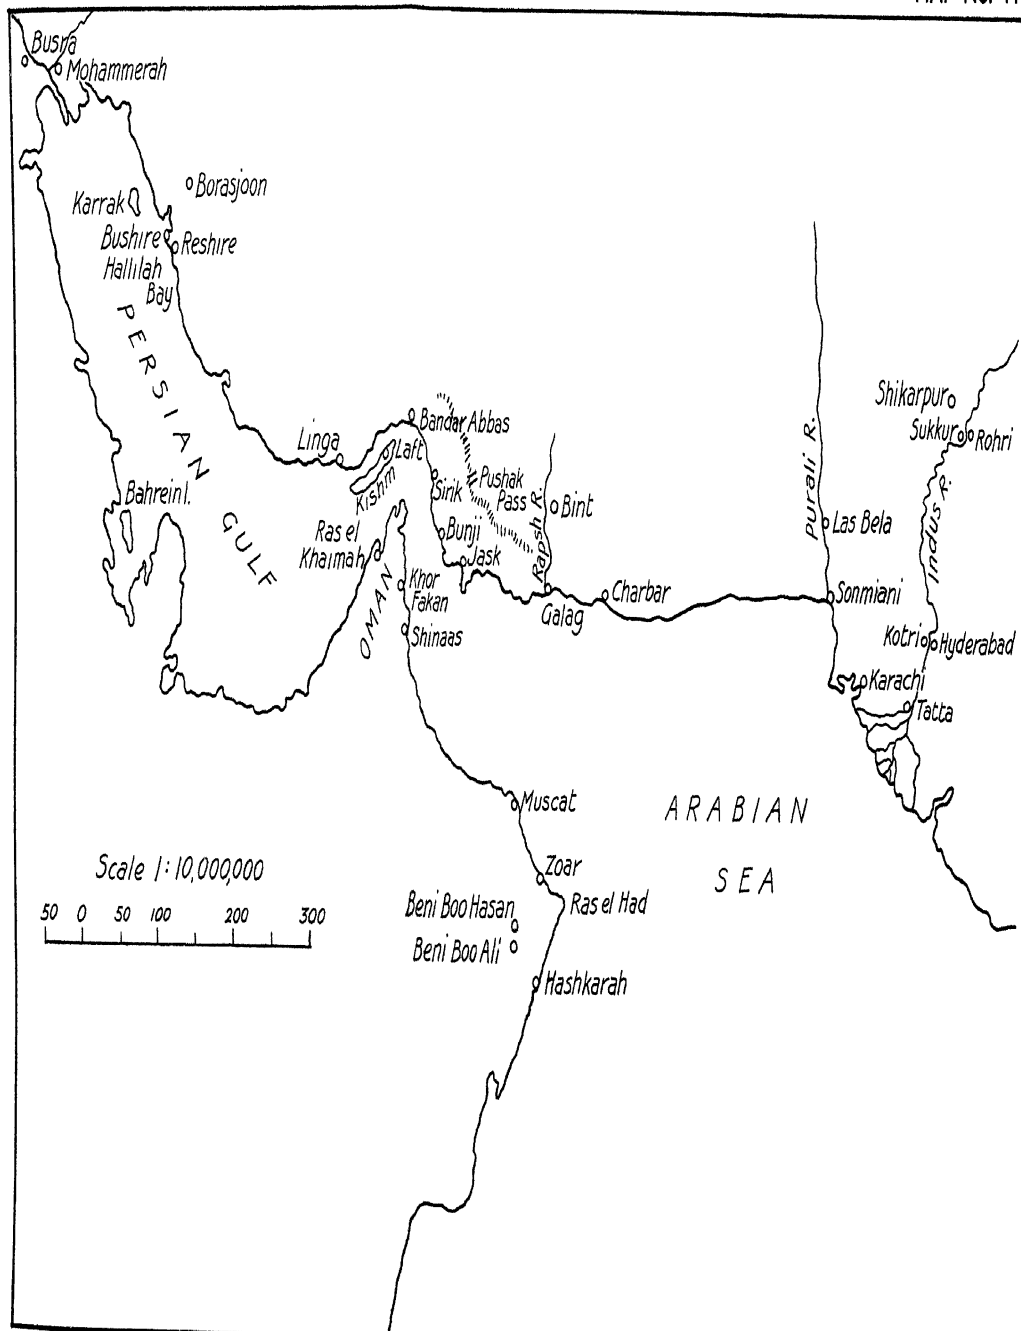 Busra
Mohammerah
Borasjoon
Karrak
Bushire
Reshire
Hallilah
Bay
PERSIAN
GULF
Shikarpur
Sukkur
Rohri
Bandar Abbas
Linga
Laft
Kishm
Sirik
Pushak
Pass
Purali R.
Indus R.
Bahrein I.
Rapsh R.
Bint
Las Bela
Ras el
Khaimah
Bunji
Jask
OMAN
Khor
Fakan
Galag
Charbar
Sonmiani
Shinaas
Kotri
Hyderabad
Karachi
Tatta
Muscat
ARABIAN
SEA
Scale 1:10,000,000
50 0 50 100 200 300
Zoar
Ras el Had
Beni Boo Hasan
Beni Boo Ali
Hashkarah